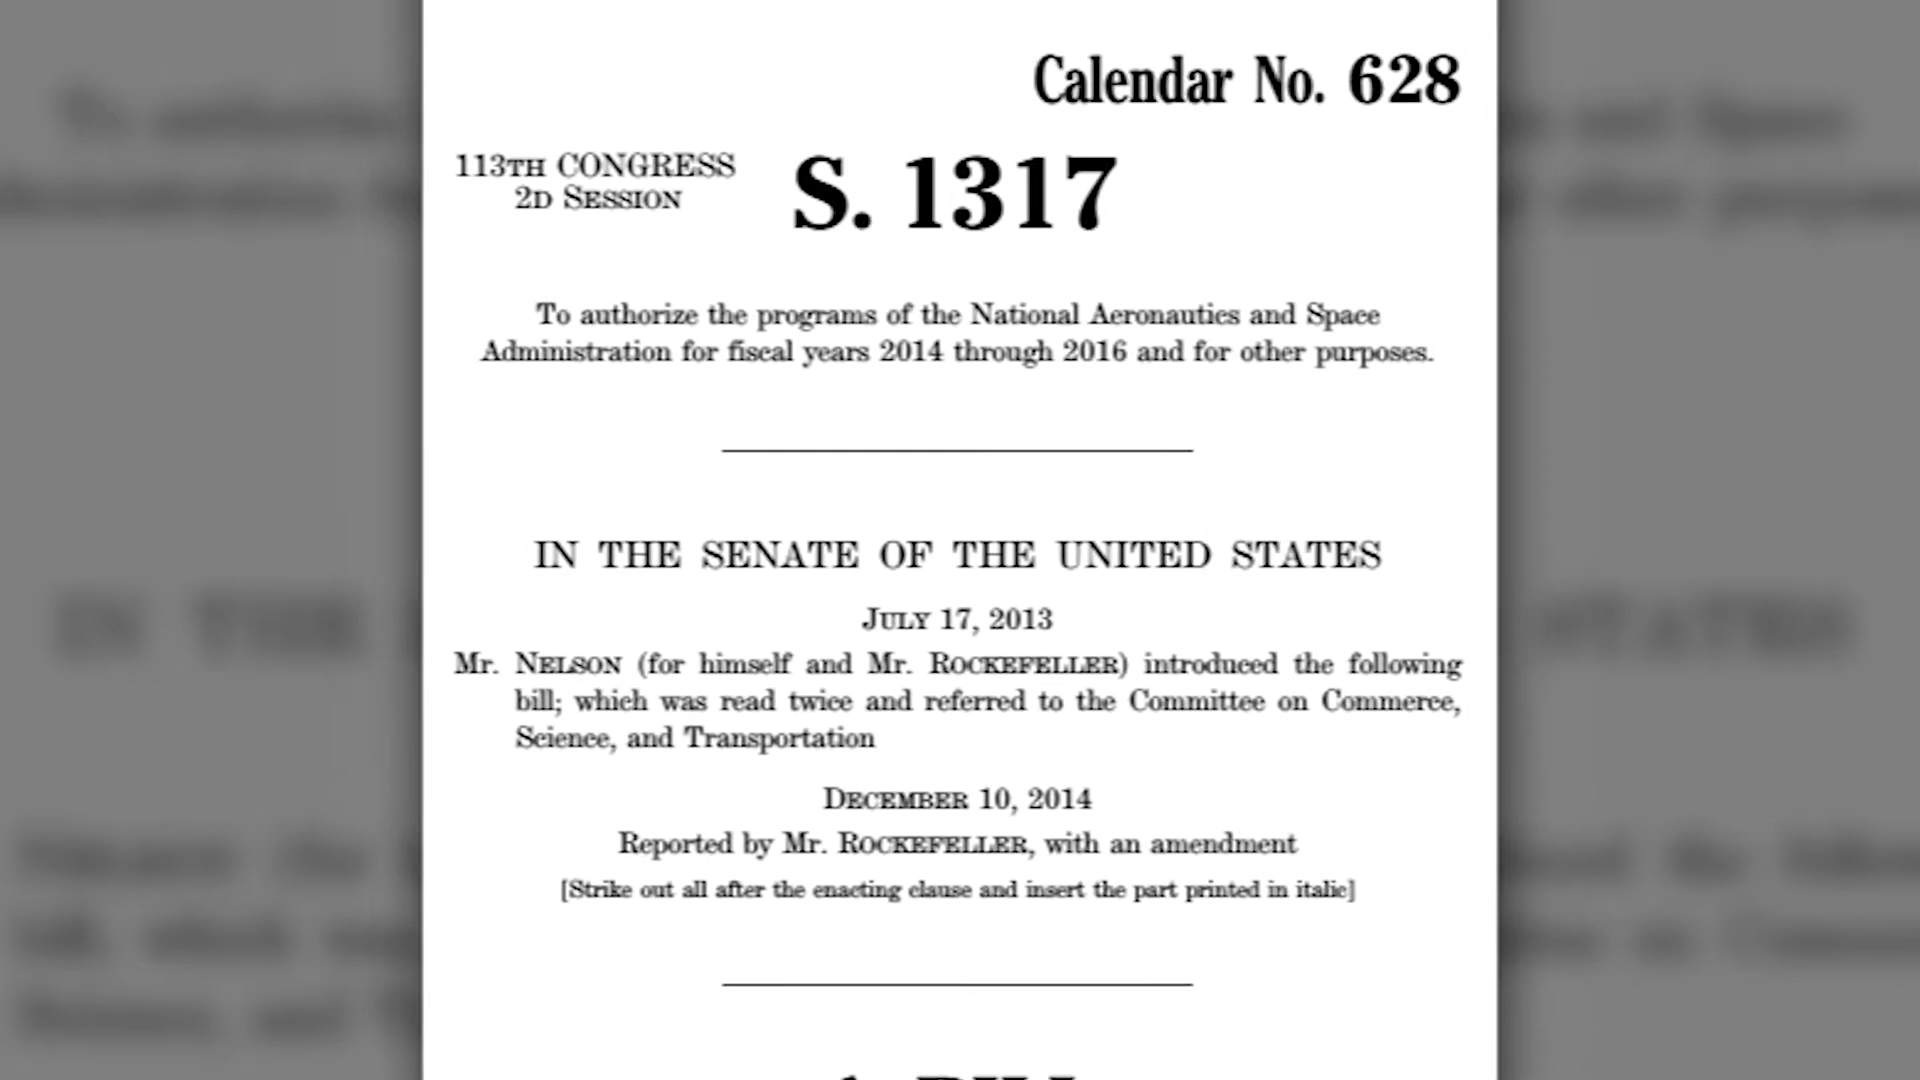 Calendar No. 628
113TH CONGRESS
2D SESSION
S. 1317
To authorize the programs of the National Aeronautics and Space
Administration for fiscal years 2014 through 2016 and for other purposes.
IN THE SENATE OF THE UNITED STATES
JULY 17, 2013
Mr. NELSON (for himself and Mr. ROCKEFELLER) introduced the following
bill; which was read twice and referred to the Committee on Commerce,
Science, and Transportation
DECEMBER 10, 2014
Reported by Mr. ROCKEFELLER, with an amendment
[Strike out all after the enacting clause and insert the part printed in italic]